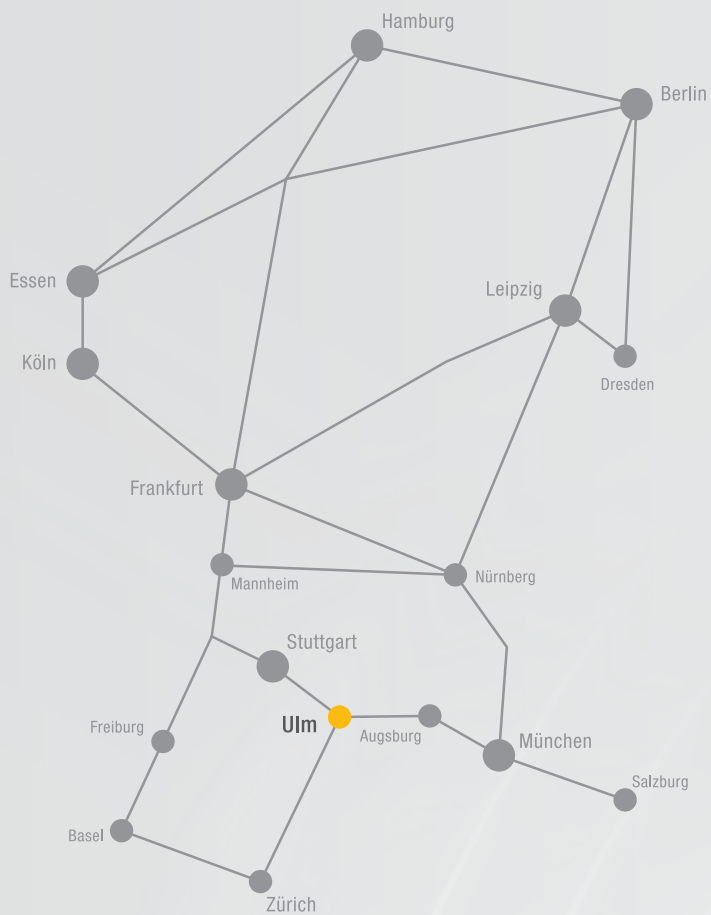 Hamburg
Berlin
Essen
Leipzig
Köln
Dresden
Frankfurt
Nürnberg
Mannheim
Stuttgart
Ulm
Freiburg
Augsburg
München
Salzburg
Basel
Zürich